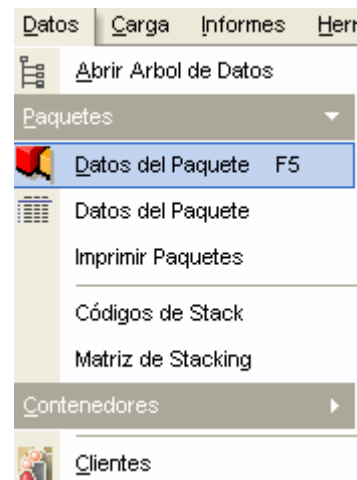 Datos Carga Informes Herr
Abrir Arbol de Datos
Paquetes
Datos del Paquete F5
Datos del Paquete
Imprimir Paquetes
Códigos de Stack
Matriz de Stacking
Contenedores
Clientes